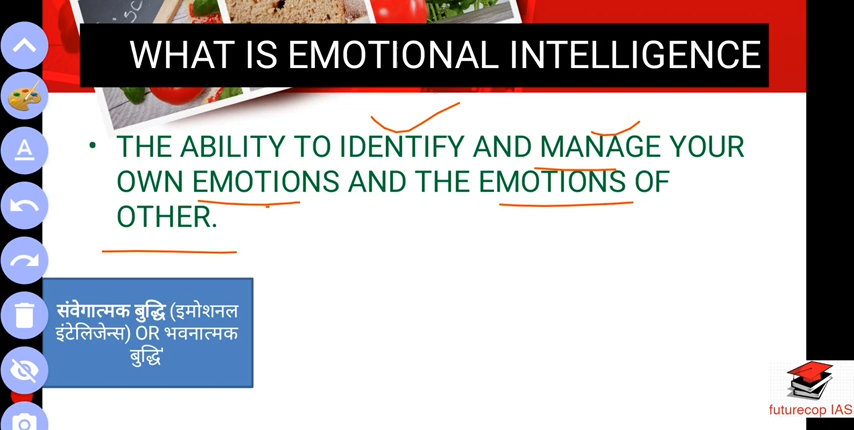 WHAT IS EMOTIONAL INTELLIGENCE
• THE ABILITY TO IDENTIFY AND MANAGE YOUR
OWN EMOTIONS AND THE EMOTIONS OF
OTHER.
संवेगात्मक बुद्धि (इमोशनल
इंटेलिजेन्स) OR भवनात्मक
बुद्धि'
futurecop IAS